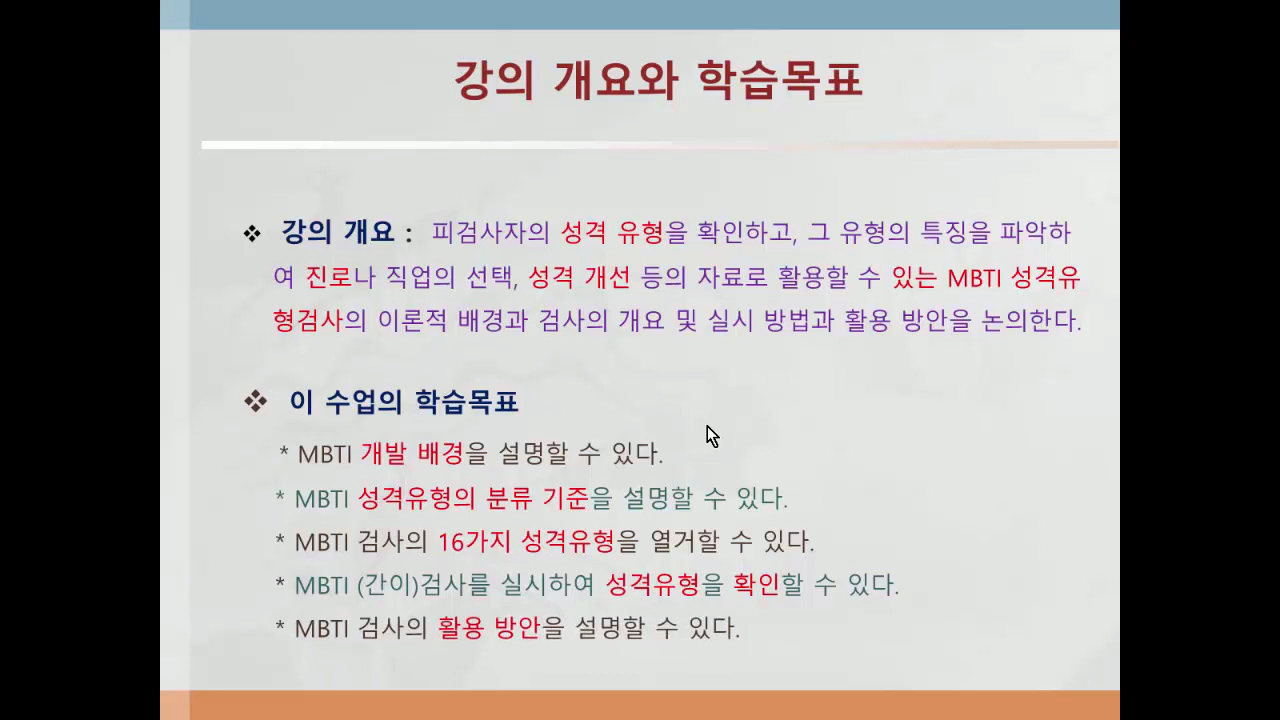 강의 개요와 학습목표
❖ 강의 개요 : 피검사자의 성격 유형을 확인하고, 그 유형의 특징을 파악하
여 진로나 직업의 선택, 성격 개선 등의 자료로 활용할 수 있는 MBTI 성격유
형검사의 이론적 배경과 검사의 개요 및 실시 방법과 활용 방안을 논의한다.
❖ 이 수업의 학습목표
* MBTI 개발 배경을 설명할 수 있다.
* MBTI 성격유형의 분류 기준을 설명할 수 있다.
* MBTI 검사의 16가지 성격유형을 열거할 수 있다.
* MBTI (간이)검사를 실시하여 성격유형을 확인할 수 있다.
* MBTI 검사의 활용 방안을 설명할 수 있다.